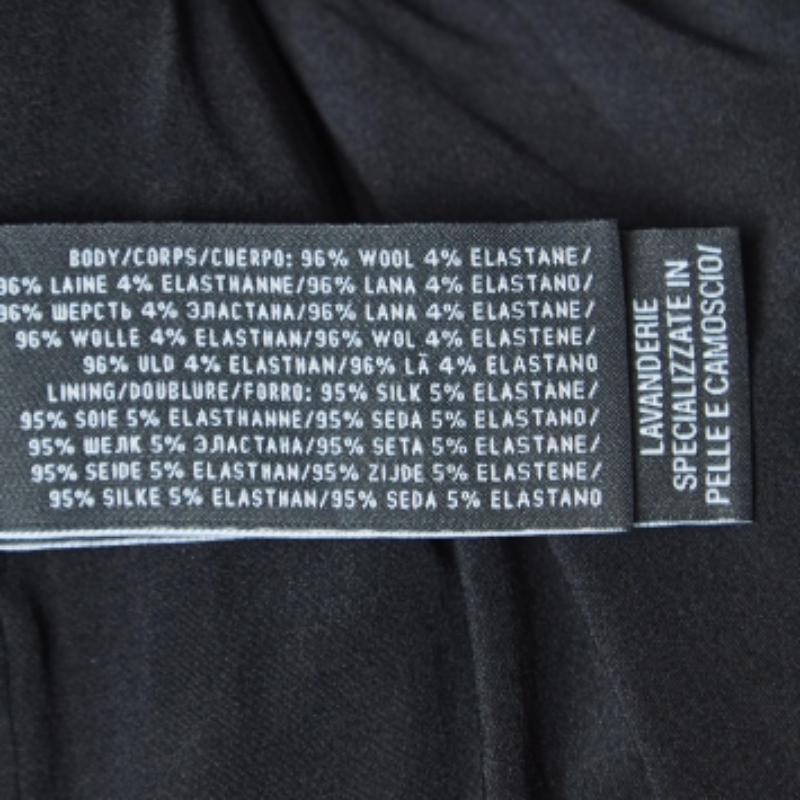 BODY/CORPS/CUERPO: 96% WOOL 4% ELASTANE/
96% LAINE 4% ELASTHANNE/96% LANA 4% ELASTANO/
96% ШЕРСТЬ 4% ЭЛАСТАНА/96% LANA 4% ELASTAN/
96% WOLLE 4% ELASTHAN/96% WOL 4% ELASTENE/
96% ULD 4% ELASTHAN/96% LÃ 4% ELASTANO
LINING/DOUBLURE/FORRO: 95% SILK 5% ELASTANE/
95% SOIE 5% ELASTHANNE/95% SEDA 5% ELASTANO/
95% ШЕЛК 5% ЭЛАСТАНА/95% SETA 5% ELASTAN/
95% SEIDE 5% ELASTHAN/95% ZIJDE 5% ELASTENE/
95% SILKE 5% ELASTHAN/95% SEDA 5% ELASTANO
LAVANDERIE
SPECIALIZZATE IN
PELLE E CAMOSCIO/